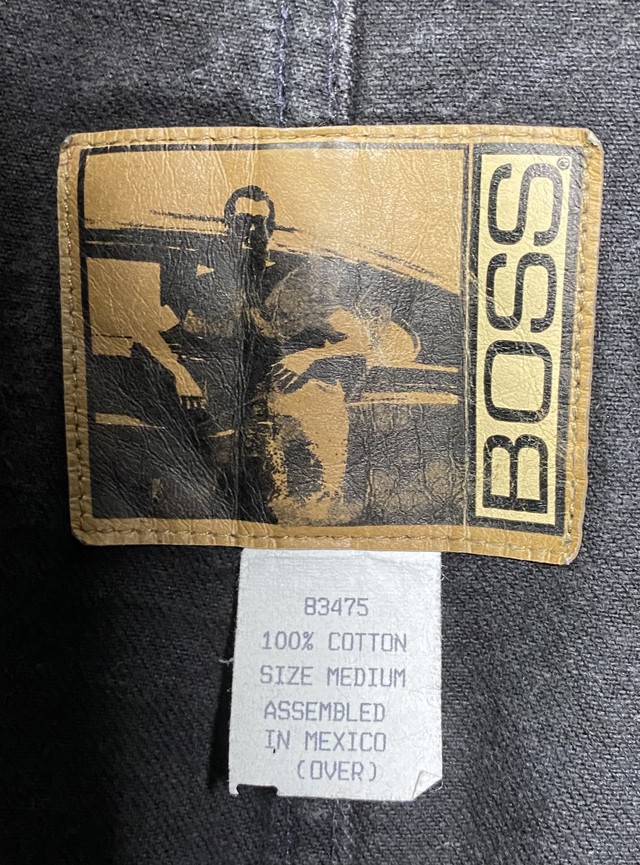 BOSS®
83475
100% COTTON
SIZE MEDIUM
ASSEMBLED
IN MEXICO
(OVER)